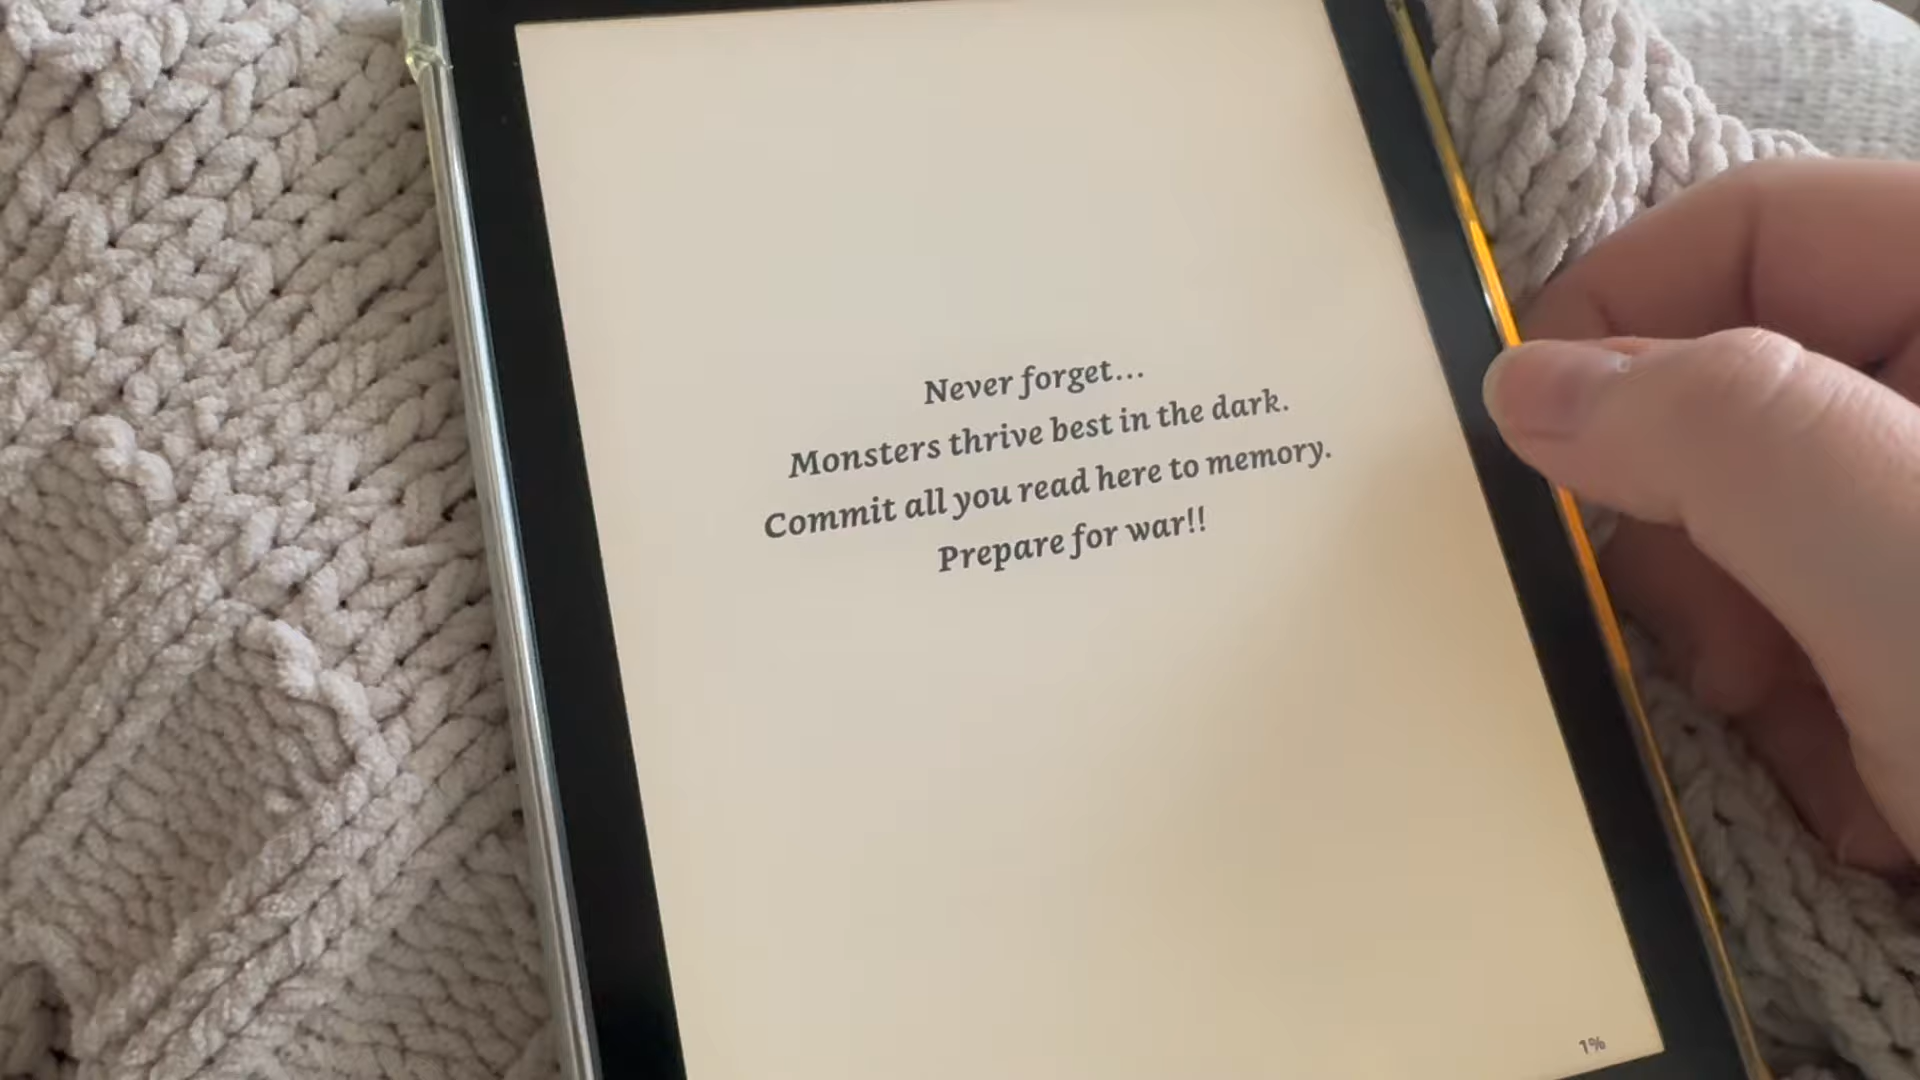 Never forget...
Monsters thrive best in the dark.
Commit all you read here to memory.
Prepare for war!!
1%